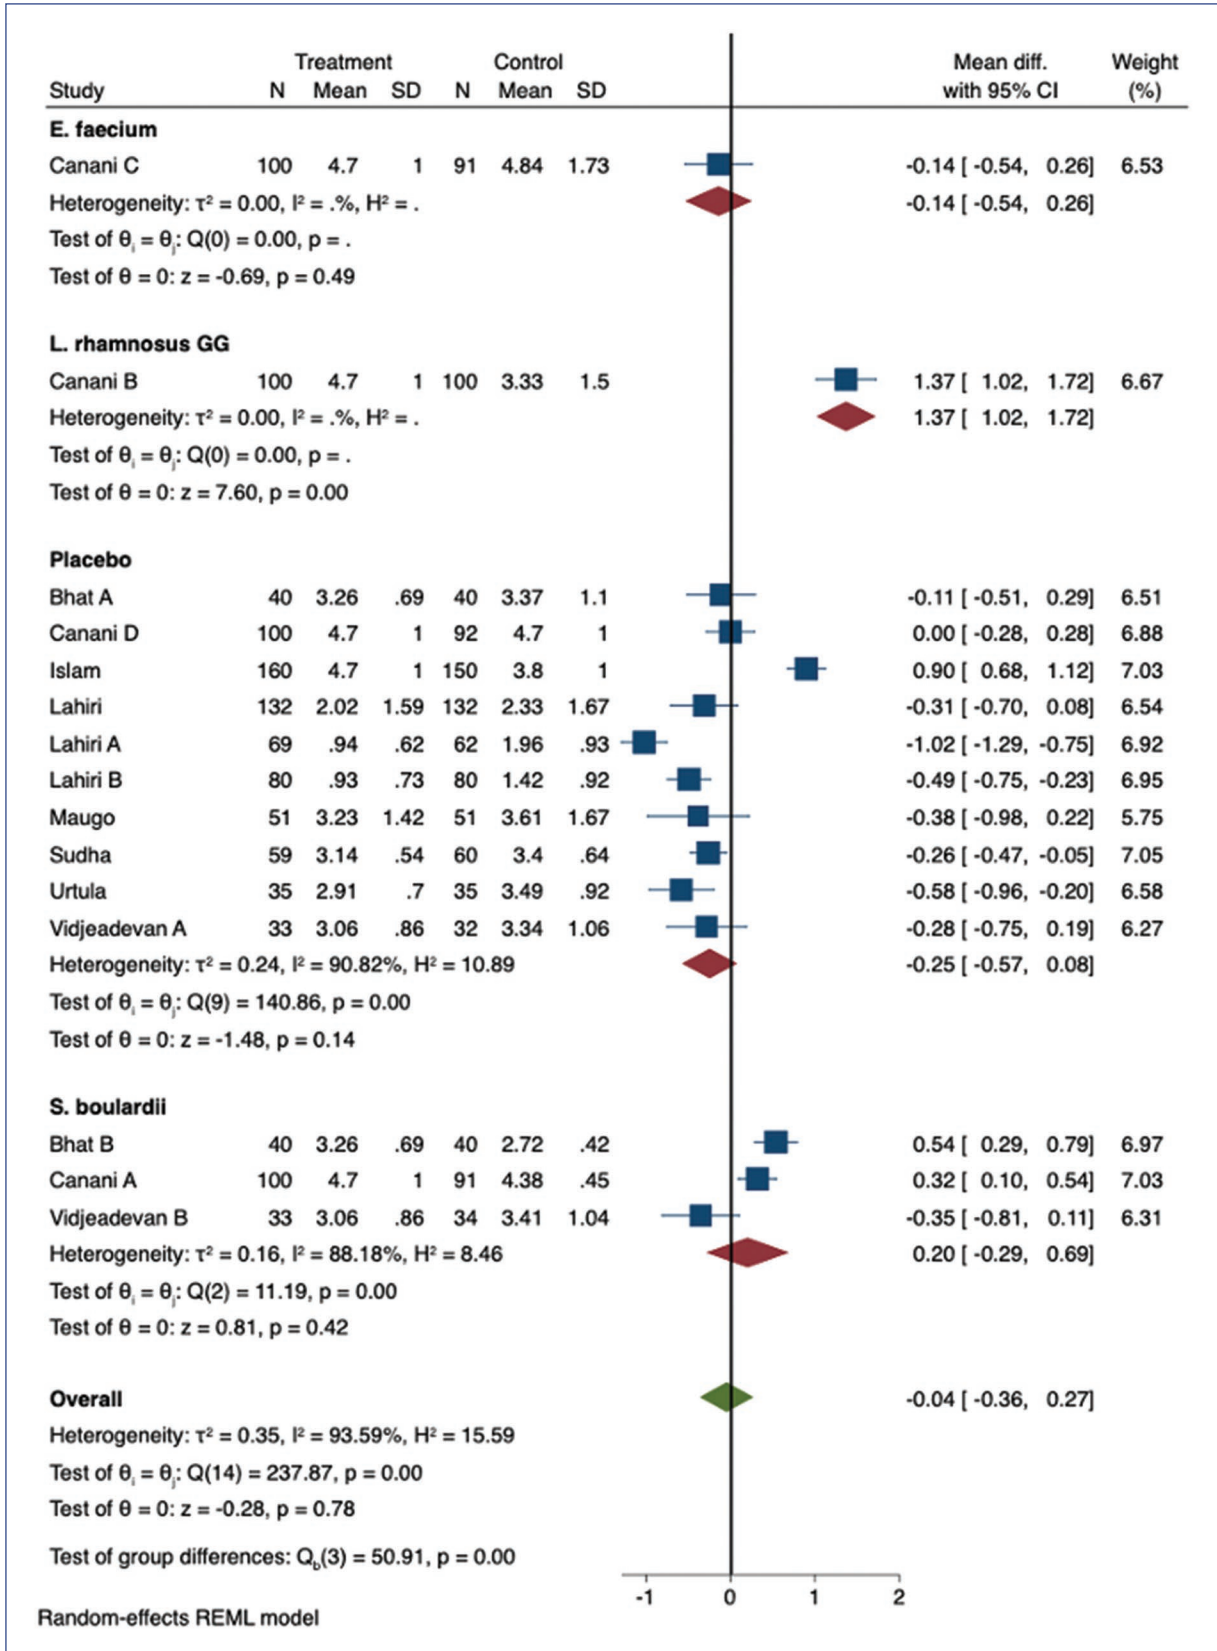 Treatment Control Mean diff. Weight
Study N Mean SD N Mean SD with 95% CI (%)
E. faecium
Canani C 100 4.7 1 91 4.84 1.73 -0.14 [ -0.54, 0.26] 6.53
Heterogeneity: τ² = 0.00, I² = .%, H² = . -0.14 [ -0.54, 0.26]
Test of θᵢ = θⱼ: Q(0) = 0.00, p = .
Test of θ = 0: z = -0.69, p = 0.49
L. rhamnosus GG
Canani B 100 4.7 1 100 3.33 1.5 1.37 [ 1.02, 1.72] 6.67
Heterogeneity: τ² = 0.00, I² = .%, H² = . 1.37 [ 1.02, 1.72]
Test of θᵢ = θⱼ: Q(0) = 0.00, p = .
Test of θ = 0: z = 7.60, p = 0.00
Placebo
Bhat A 40 3.26 .69 40 3.37 1.1 -0.11 [ -0.51, 0.29] 6.51
Canani D 100 4.7 1 92 4.7 1 0.00 [ -0.28, 0.28] 6.88
Islam 160 4.7 1 150 3.8 1 0.90 [ 0.68, 1.12] 7.03
Lahiri 132 2.02 1.59 132 2.33 1.67 -0.31 [ -0.70, 0.08] 6.54
Lahiri A 69 .94 .62 62 1.96 .93 -1.02 [ -1.29, -0.75] 6.92
Lahiri B 80 .93 .73 80 1.42 .92 -0.49 [ -0.75, -0.23] 6.95
Maugo 51 3.23 1.42 51 3.61 1.67 -0.38 [ -0.98, 0.22] 5.75
Sudha 59 3.14 .54 60 3.4 .64 -0.26 [ -0.47, -0.05] 7.05
Urtula 35 2.91 .7 35 3.49 .92 -0.58 [ -0.96, -0.20] 6.58
Vidjeadevan A 33 3.06 .86 32 3.34 1.06 -0.28 [ -0.75, 0.19] 6.27
Heterogeneity: τ² = 0.24, I² = 90.82%, H² = 10.89 -0.25 [ -0.57, 0.08]
Test of θᵢ = θⱼ: Q(9) = 140.86, p = 0.00
Test of θ = 0: z = -1.48, p = 0.14
S. boulardii
Bhat B 40 3.26 .69 40 2.72 .42 0.54 [ 0.29, 0.79] 6.97
Canani A 100 4.7 1 91 4.38 .45 0.32 [ 0.10, 0.54] 7.03
Vidjeadevan B 33 3.06 .86 34 3.41 1.04 -0.35 [ -0.81, 0.11] 6.31
Heterogeneity: τ² = 0.16, I² = 88.18%, H² = 8.46 0.20 [ -0.29, 0.69]
Test of θᵢ = θⱼ: Q(2) = 11.19, p = 0.00
Test of θ = 0: z = 0.81, p = 0.42
Overall -0.04 [ -0.36, 0.27]
Heterogeneity: τ² = 0.35, I² = 93.59%, H² = 15.59
Test of θᵢ = θⱼ: Q(14) = 237.87, p = 0.00
Test of θ = 0: z = -0.28, p = 0.78
Test of group differences: Q_b(3) = 50.91, p = 0.00
-1 0 1 2
Random-effects REML model